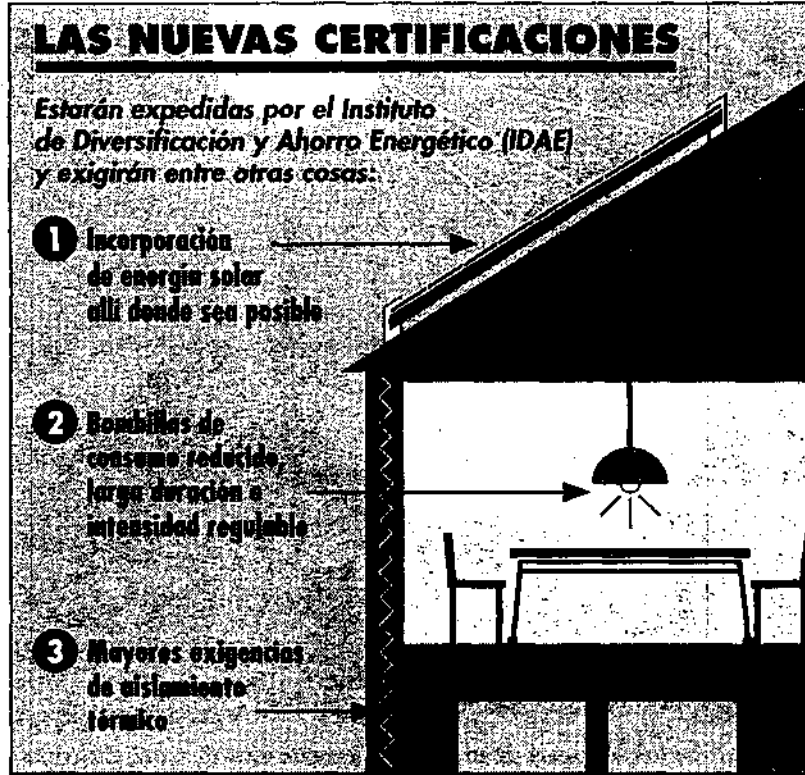 LAS NUEVAS CERTIFICACIONES
Estarán expedidas por el Instituto
de Diversificación y Ahorro Energético (IDAE)
y exigirán entre otras cosas:
1 Incorporación
de energía solar
allí donde sea posible
2 Bombillas de
consumo reducido,
larga duración e
intensidad regulable
3 Mayores exigencias
de aislamiento
térmico